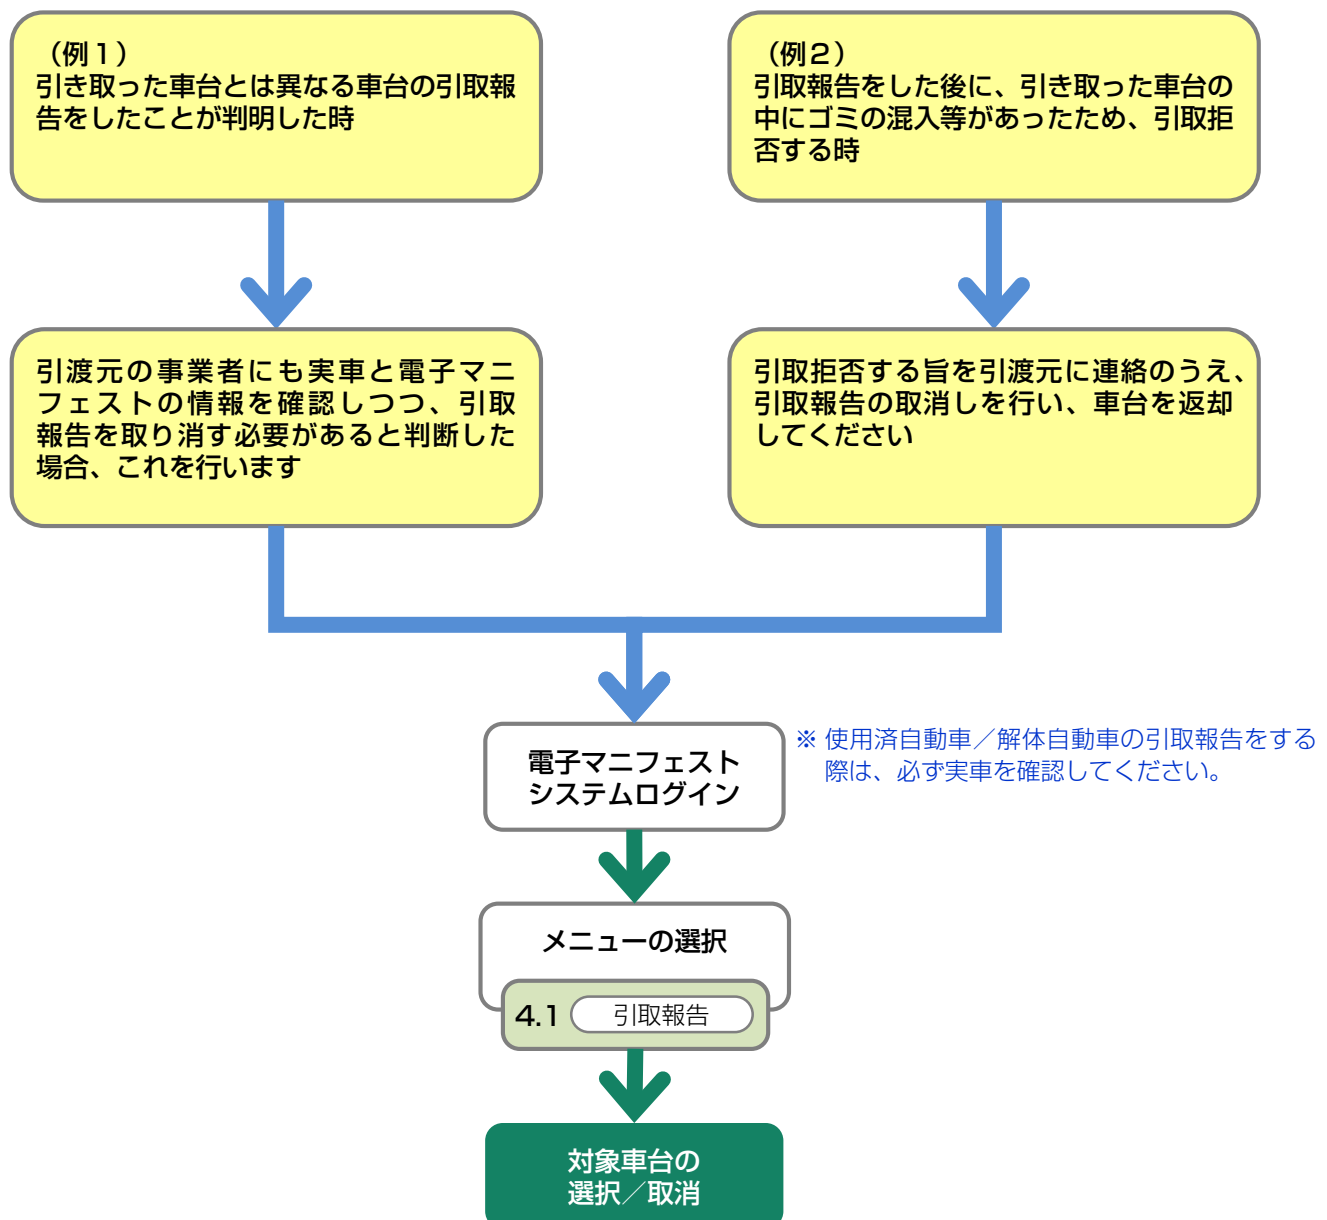 （例１）
引き取った車台とは異なる車台の引取報
告をしたことが判明した時
（例２）
引取報告をした後に、引き取った車台の
中にゴミの混入等があったため、引取拒
否する時
引渡元の事業者にも実車と電子マニ
フェストの情報を確認しつつ、引取
報告を取り消す必要があると判断した
場合、これを行います
引取拒否する旨を引渡元に連絡のうえ、
引取報告の取消しを行い、車台を返却
してください
電子マニフェスト
システムログイン
※ 使用済自動車／解体自動車の引取報告をする
際は、必ず実車を確認してください。
メニューの選択
4.1 引取報告
対象車台の
選択／取消